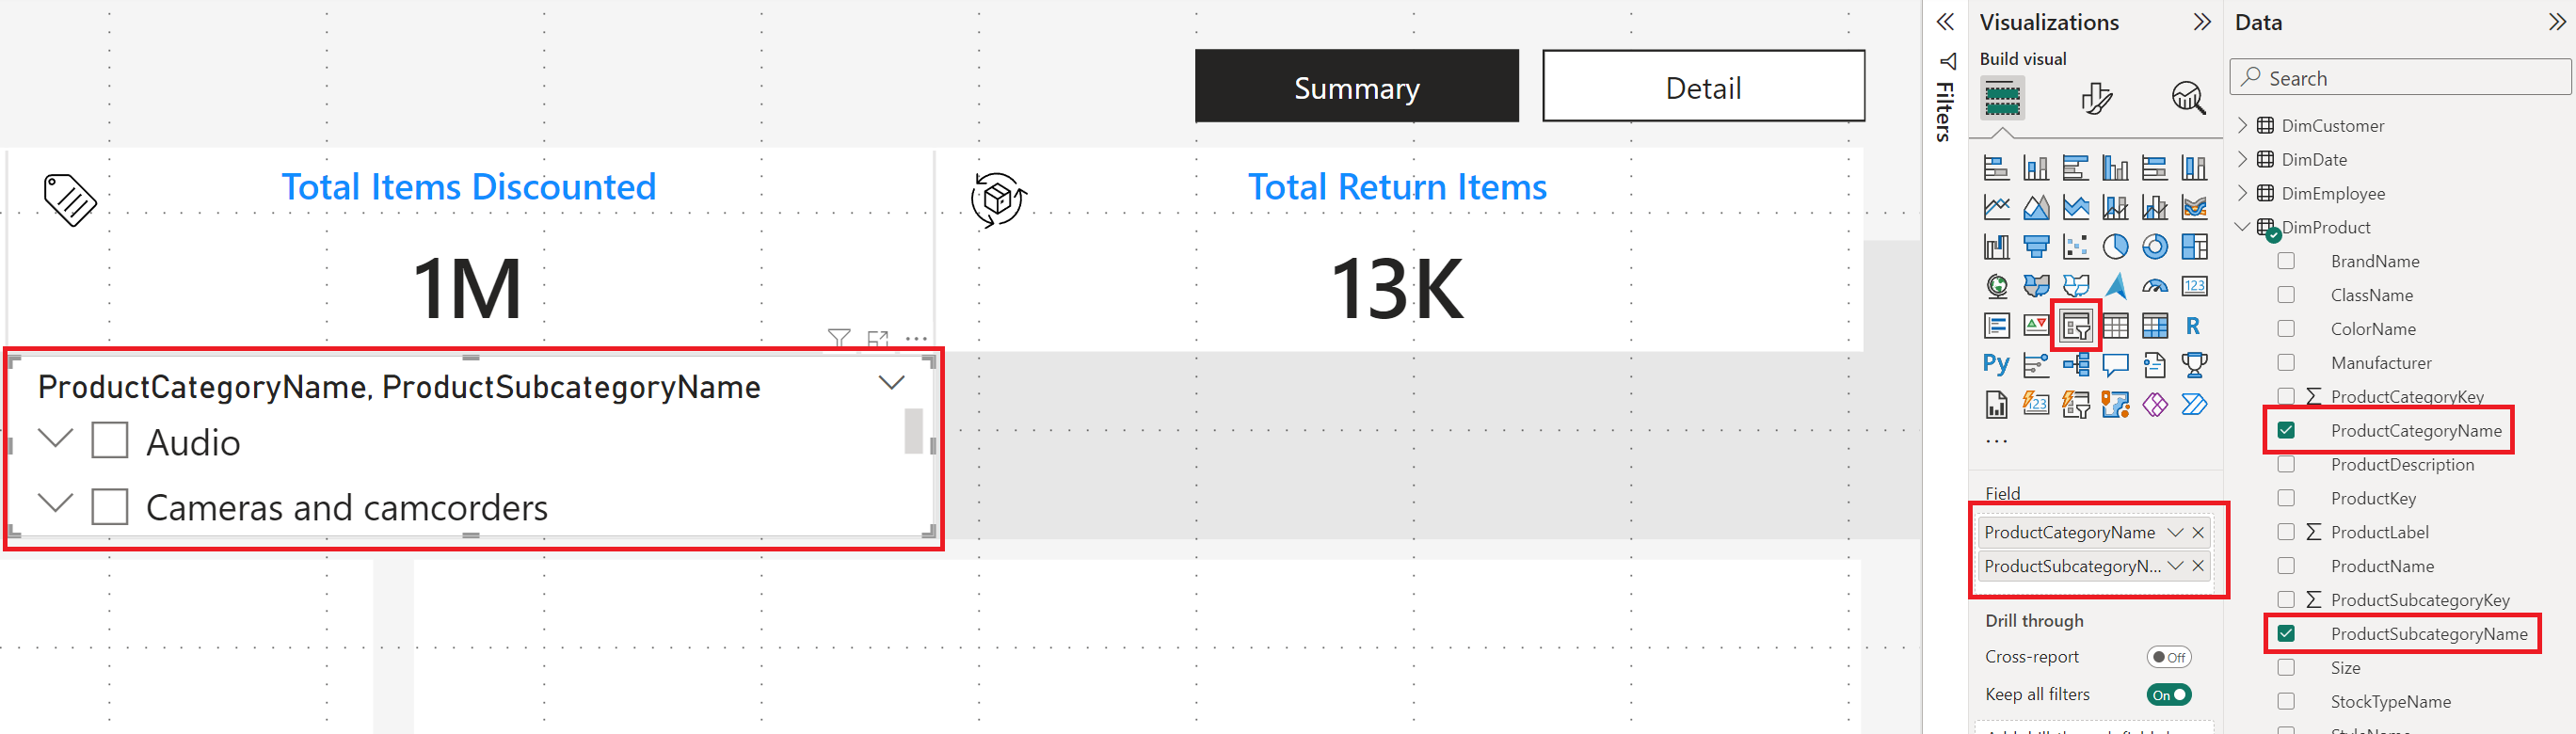 Summary
Detail
Total Items Discounted
1M
Total Return Items
13K
ProductCategoryName, ProductSubcategoryName
Audio
Cameras and camcorders
Filters
Visualizations
Build visual
123
R
Py
123
...
Field
ProductCategoryName
ProductSubcategoryN...
Drill through
Cross-report
Off
Keep all filters
On
Data
Search
DimCustomer
DimDate
DimEmployee
DimProduct
BrandName
ClassName
ColorName
Manufacturer
ProductCategoryKey
ProductCategoryName
ProductDescription
ProductKey
ProductLabel
ProductName
ProductSubcategoryKey
ProductSubcategoryName
Size
StockTypeName